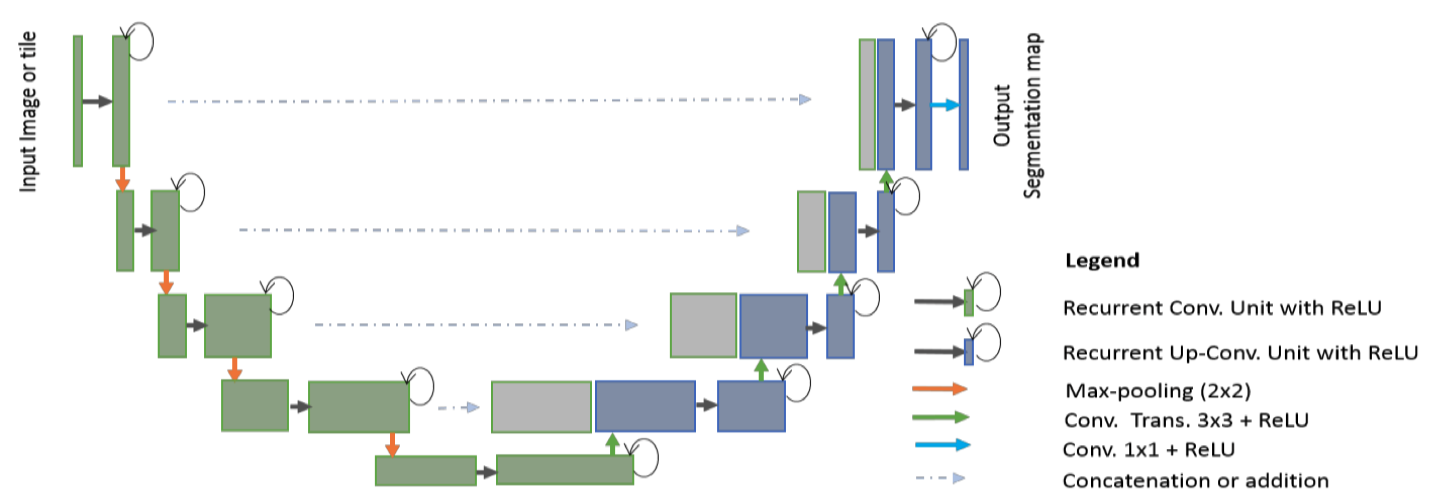 Input Image or tile
Output
Segmentation map
Legend
Recurrent Conv. Unit with ReLU
Recurrent Up-Conv. Unit with ReLU
Max-pooling (2x2)
Conv. Trans. 3x3 + ReLU
Conv. 1x1 + ReLU
Concatenation or addition